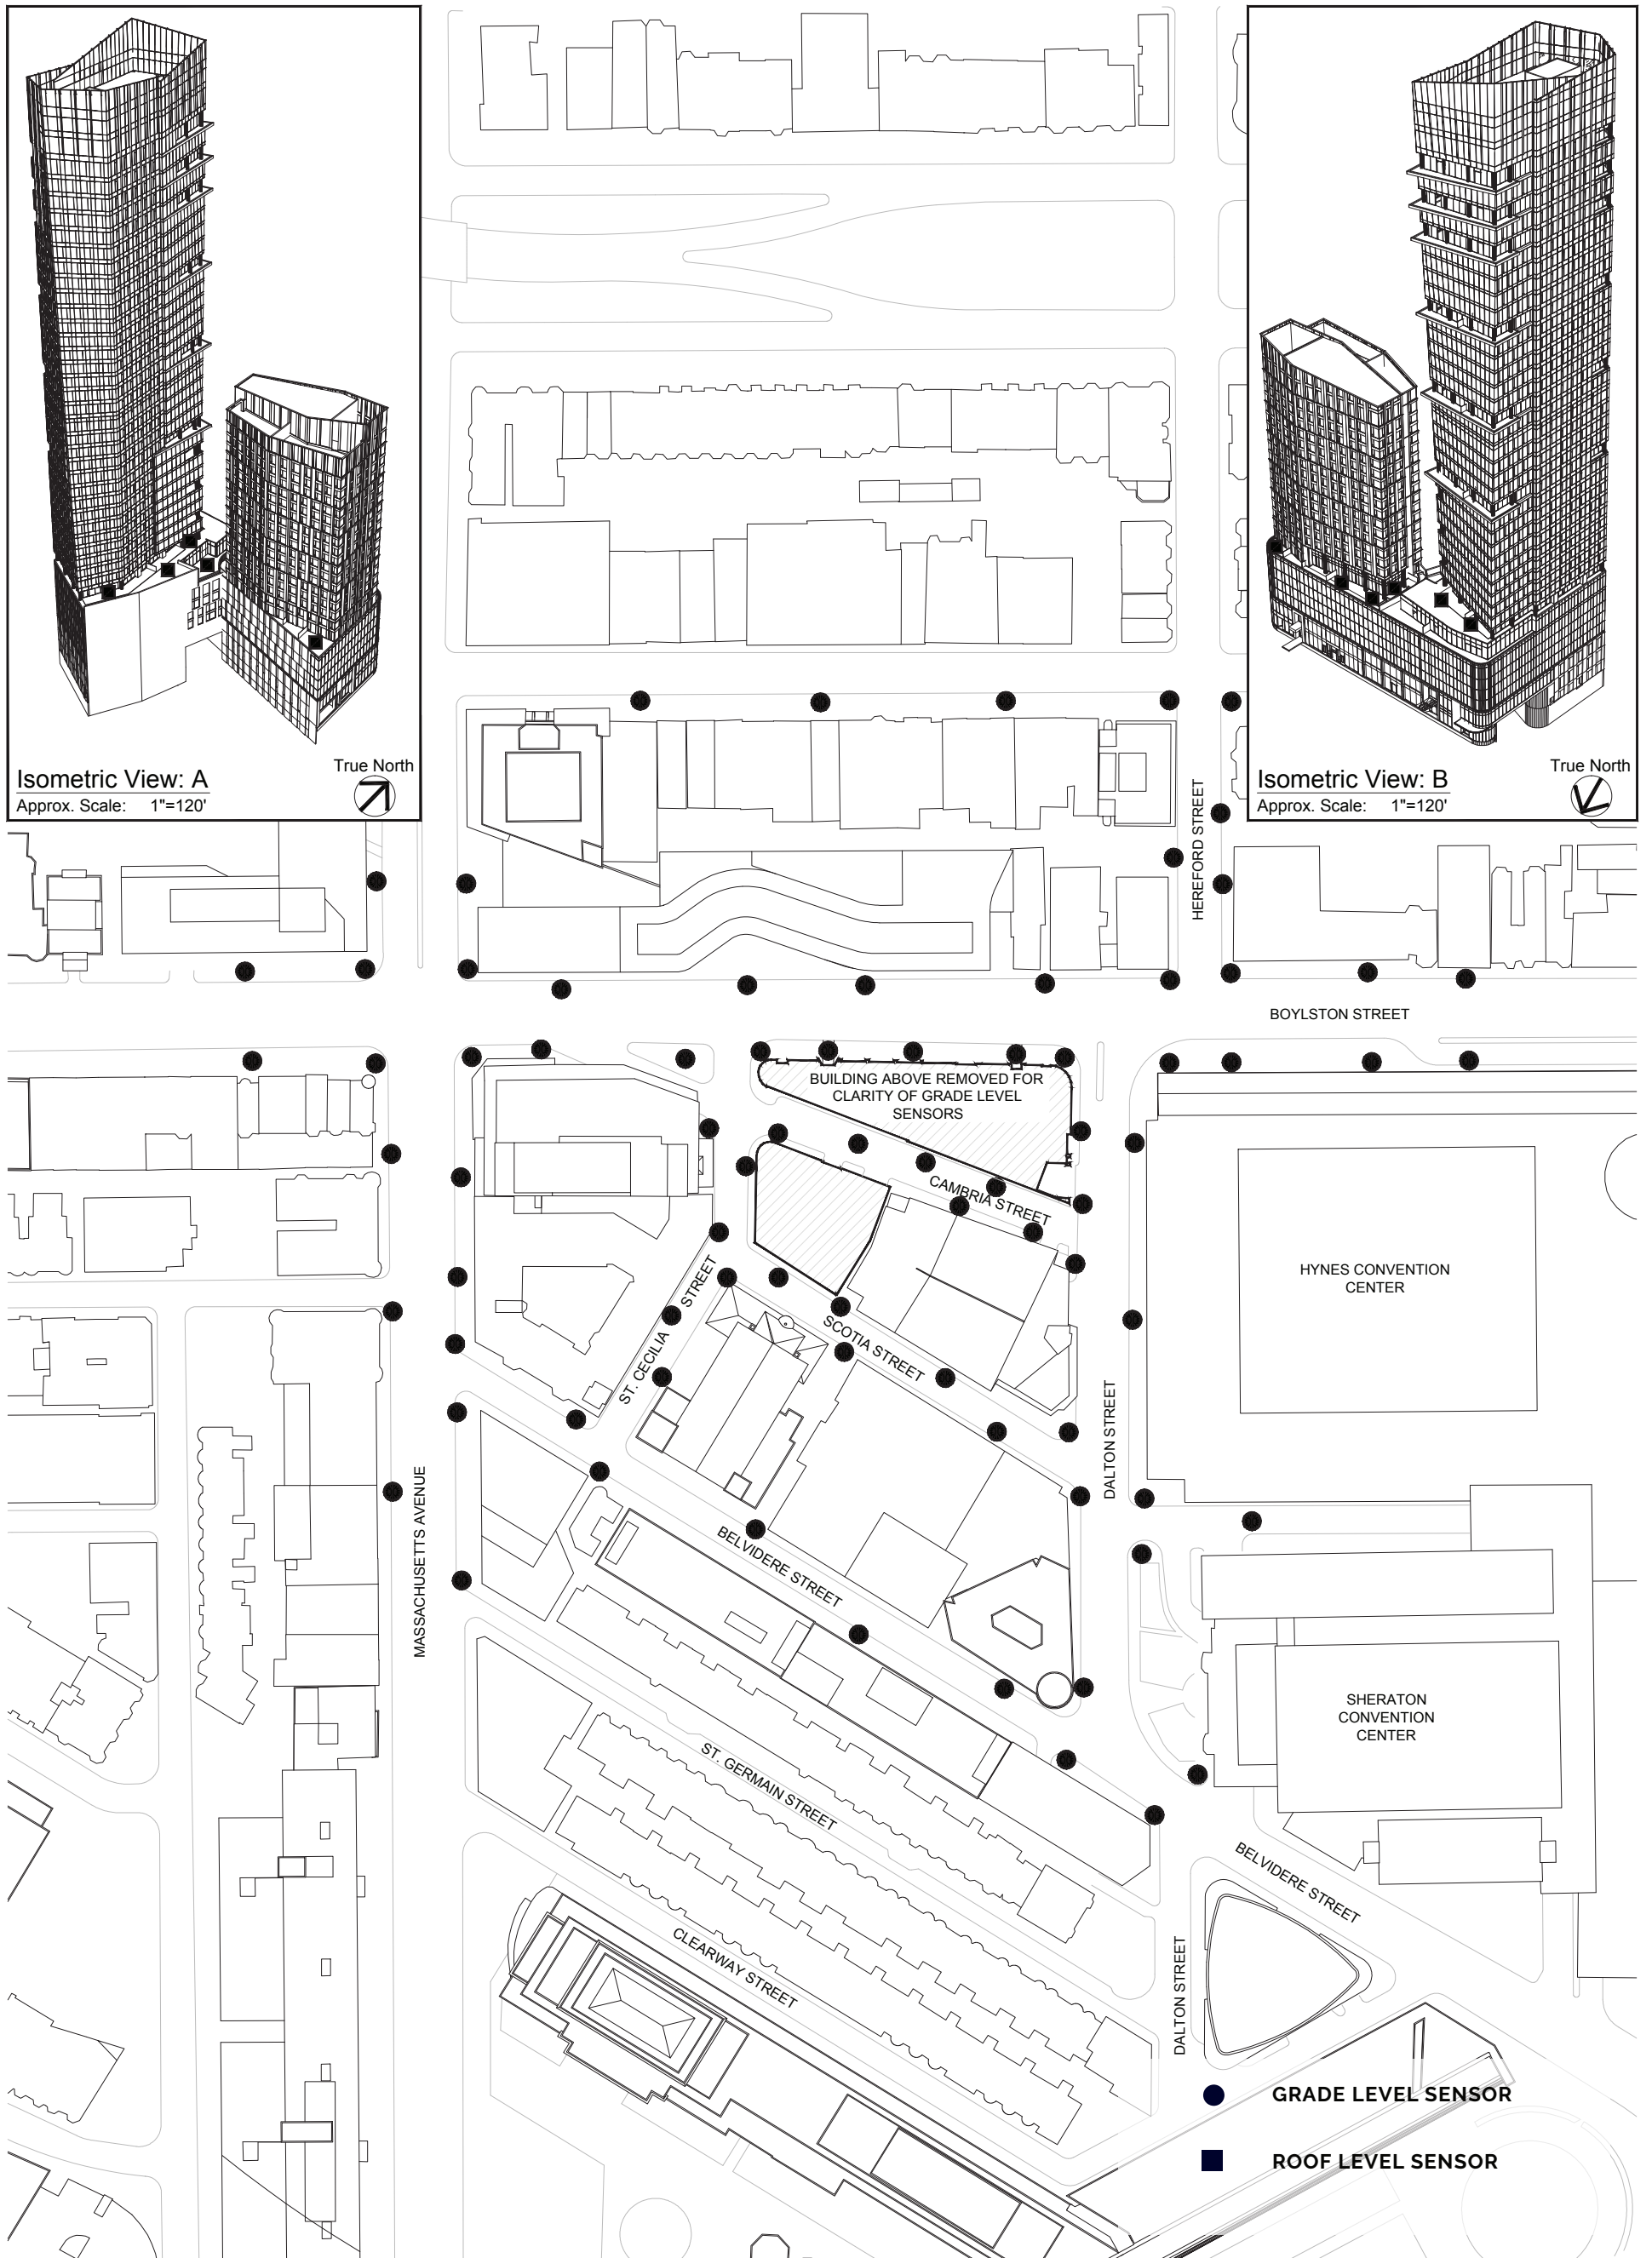 Isometric View: A
Approx. Scale: 1"=120'
True North
Isometric View: B
Approx. Scale: 1"=120'
True North
HEREFORD STREET
BOYLSTON STREET
BUILDING ABOVE REMOVED FOR
CLARITY OF GRADE LEVEL
SENSORS
CAMBRIA STREET
HYNES CONVENTION
CENTER
ST. CECILIA STREET
SCOTIA STREET
DALTON STREET
MASSACHUSETTS AVENUE
BELVIDERE STREET
SHERATON
CONVENTION
CENTER
ST. GERMAIN STREET
BELVIDERE STREET
CLEARWAY STREET
DALTON STREET
GRADE LEVEL SENSOR
ROOF LEVEL SENSOR